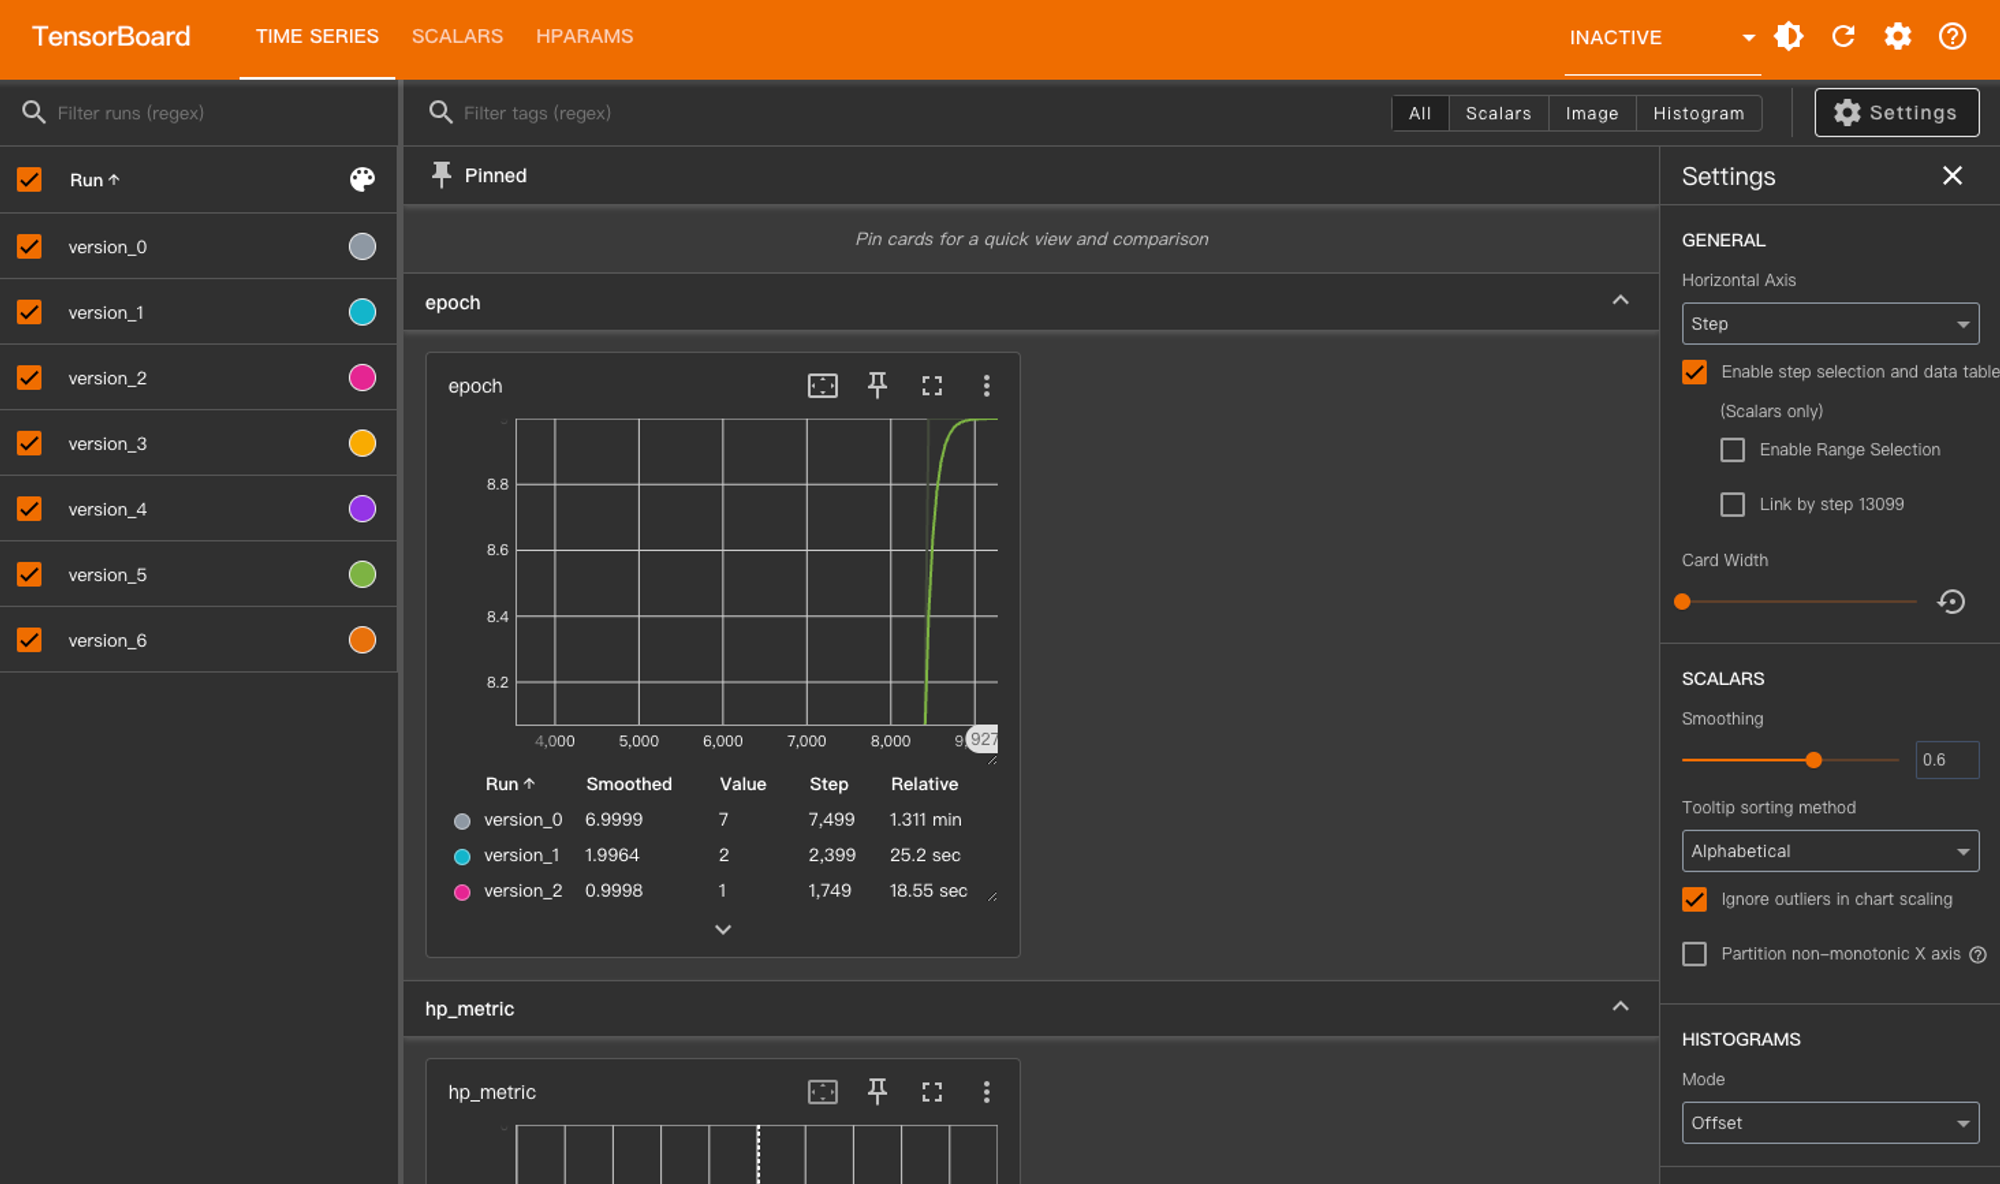 TensorBoard TIME SERIES SCALARS HPARAMS INACTIVE
Filter runs (regex)
Filter tags (regex) All Scalars Image Histogram Settings
Run ↑
version_0
version_1
version_2
version_3
version_4
version_5
version_6
Pinned
Pin cards for a quick view and comparison
epoch
epoch
8.8
8.6
8.4
8.2
4,000 5,000 6,000 7,000 8,000 9, 927
Run ↑ Smoothed Value Step Relative
version_0 6.9999 7 7,499 1.311 min
version_1 1.9964 2 2,399 25.2 sec
version_2 0.9998 1 1,749 18.55 sec
hp_metric
hp_metric
Settings
GENERAL
Horizontal Axis
Step
Enable step selection and data table
(Scalars only)
Enable Range Selection
Link by step 13099
Card Width
SCALARS
Smoothing
0.6
Tooltip sorting method
Alphabetical
Ignore outliers in chart scaling
Partition non-monotonic X axis
HISTOGRAMS
Mode
Offset